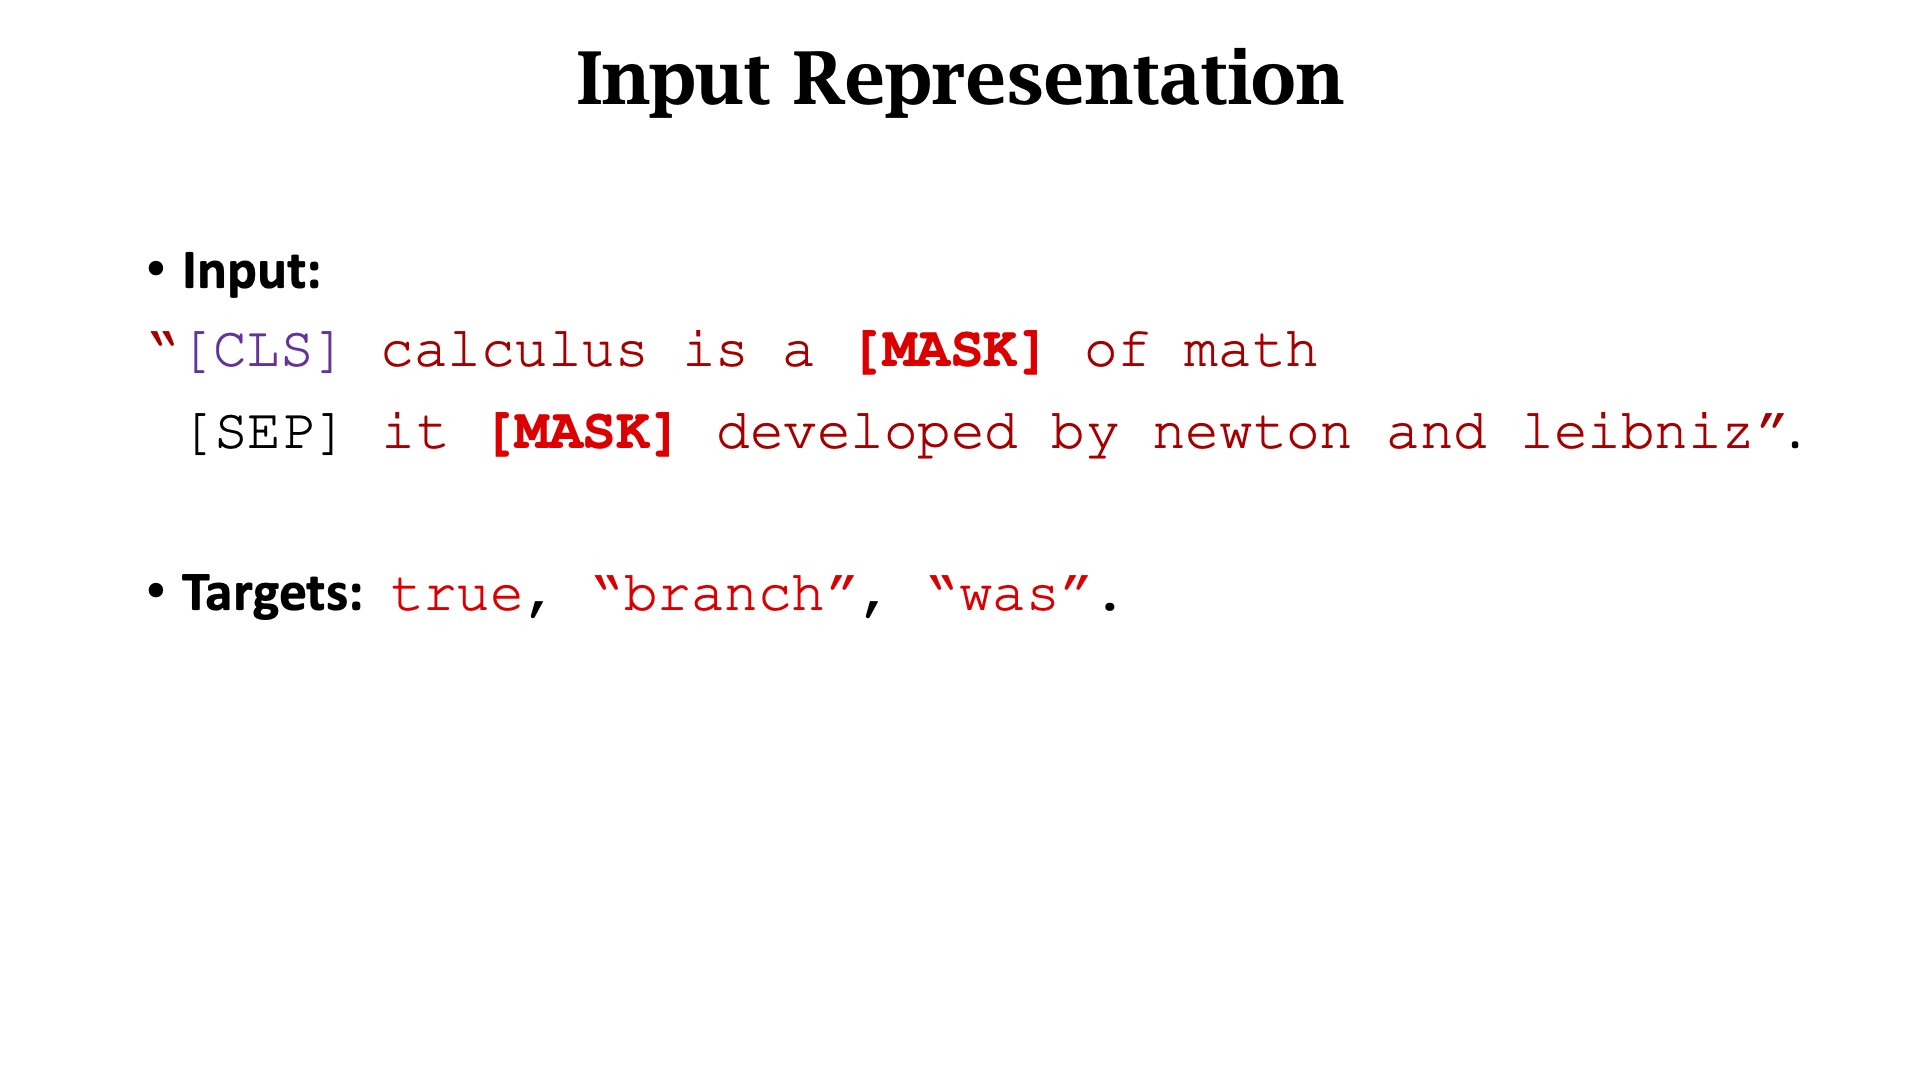 Input Representation
• Input:
“[CLS] calculus is a [MASK] of math
[SEP] it [MASK] developed by newton and leibniz”.
• Targets: true, “branch”, “was”.